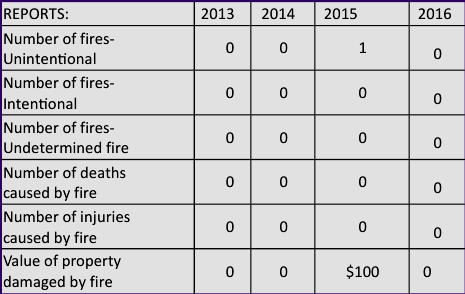 REPORTS: 2013 2014 2015 2016
Number of fires-
Unintentional 0 0 1 0
Number of fires-
Intentional 0 0 0 0
Number of fires-
Undetermined fire 0 0 0 0
Number of deaths
caused by fire 0 0 0 0
Number of injuries
caused by fire 0 0 0 0
Value of property
damaged by fire 0 0 $100 0